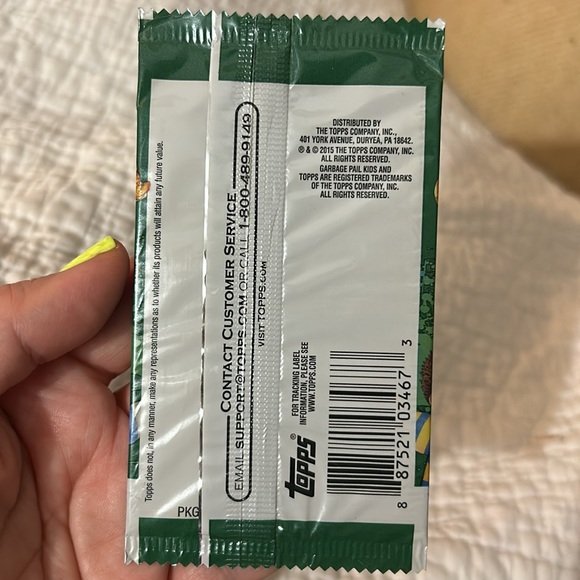 DISTRIBUTED BY
THE TOPPS COMPANY, INC.,
401 YORK AVENUE, DURYEA, PA 18642.
® & © 2015 THE TOPPS COMPANY, INC.
ALL RIGHTS RESERVED.
GARBAGE PAIL KIDS AND
TOPPS ARE REGISTERED TRADEMARKS
OF THE TOPPS COMPANY, INC.
ALL RIGHTS RESERVED.
Topps does not, in any manner, make any representations as to whether its products will attain any future value.
CONTACT CUSTOMER SERVICE
EMAIL SUPPORT@TOPPS.COM OR CALL 1-800-489-9149
VISIT TOPPS.COM
FOR TRACKING LABEL
INFORMATION, PLEASE SEE
WWW.TOPPS.COM
topps®
8 87521 03467 3
PKG